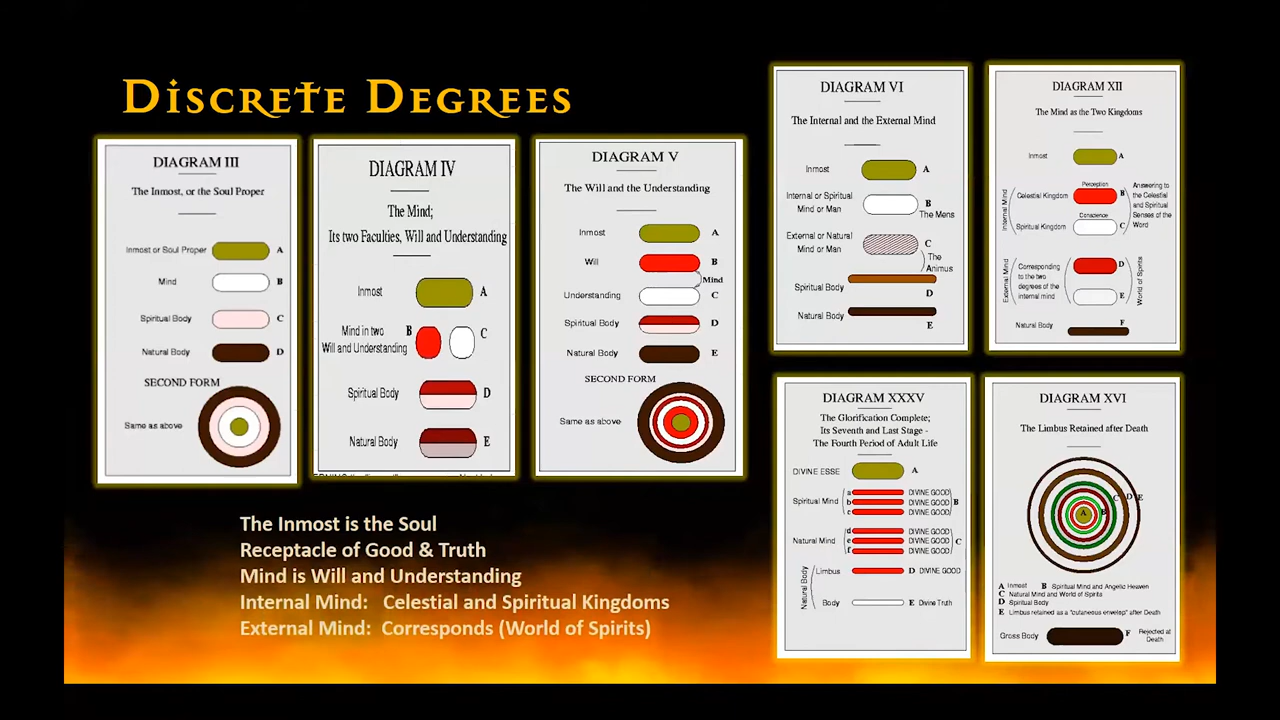 DISCRETE DEGREES
DIAGRAM III
The Inmost, or the Soul Proper
Inmost or Soul Proper A
Mind B
Spiritual Body C
Natural Body D
SECOND FORM
Same as above
DIAGRAM IV
The Mind;
Its two Faculties, Will and Understanding
Inmost A
Mind in two
Will and Understanding
B C
Spiritual Body D
Natural Body E
DIAGRAM V
The Will and the Understanding
Inmost A
Will B
Mind
Understanding C
Spiritual Body D
Natural Body E
SECOND FORM
Same as above
DIAGRAM VI
The Internal and the External Mind
Inmost A
Internal or Spiritual
Mind or Man
B
The Mens
External or Natural
Mind or Man
C
The
Animus
Spiritual Body
D
Natural Body
E
DIAGRAM XII
The Mind as the Two Kingdoms
Inmost A
Internal Mind
Perception
Celestial Kingdom B
Conscience
Spiritual Kingdom C
Answering to
the Celestial
and Spiritual
Senses of the
Word
External Mind
Corresponding
to the two
degrees of the
internal mind
D
E
World of Spirits
Natural Body F
DIAGRAM XXXV
The Glorification Complete;
Its Seventh and Last Stage -
The Fourth Period of Adult Life
DIVINE ESSE A
Spiritual Mind
a DIVINE GOOD
b DIVINE GOOD B
c DIVINE GOOD
Natural Mind
d DIVINE GOOD
e DIVINE GOOD C
f DIVINE GOOD
Natural Body
Limbus D DIVINE GOOD
Body E Divine Truth
DIAGRAM XVI
The Limbus Retained after Death
A B C D E
A Inmost B Spiritual Mind and Angelic Heaven
C Natural Mind and World of Spirits
D Spiritual Body
E Limbus retained as a "cutaneous envelop" after Death
Gross Body F Rejected at
Death
The Inmost is the Soul
Receptacle of Good & Truth
Mind is Will and Understanding
Internal Mind: Celestial and Spiritual Kingdoms
External Mind: Corresponds (World of Spirits)